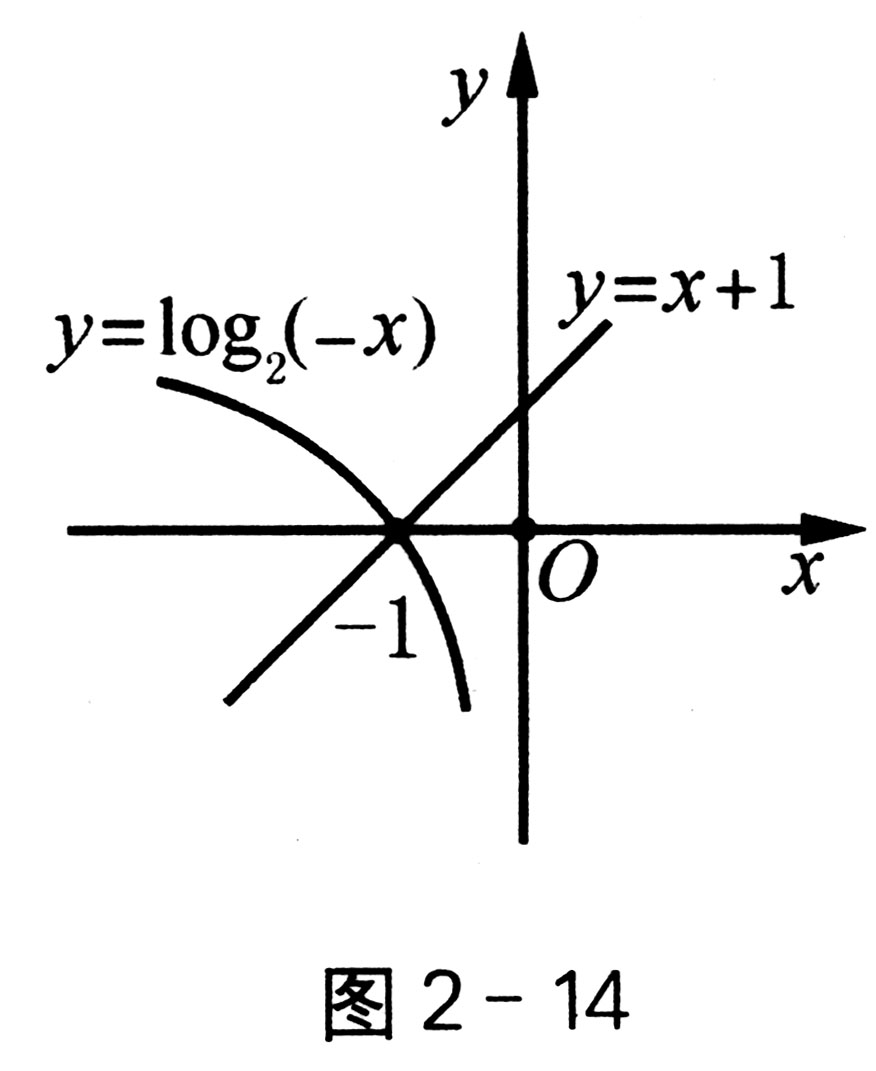 y
y=x+1
y=log₂(-x)
O
x
-1
图 2-14